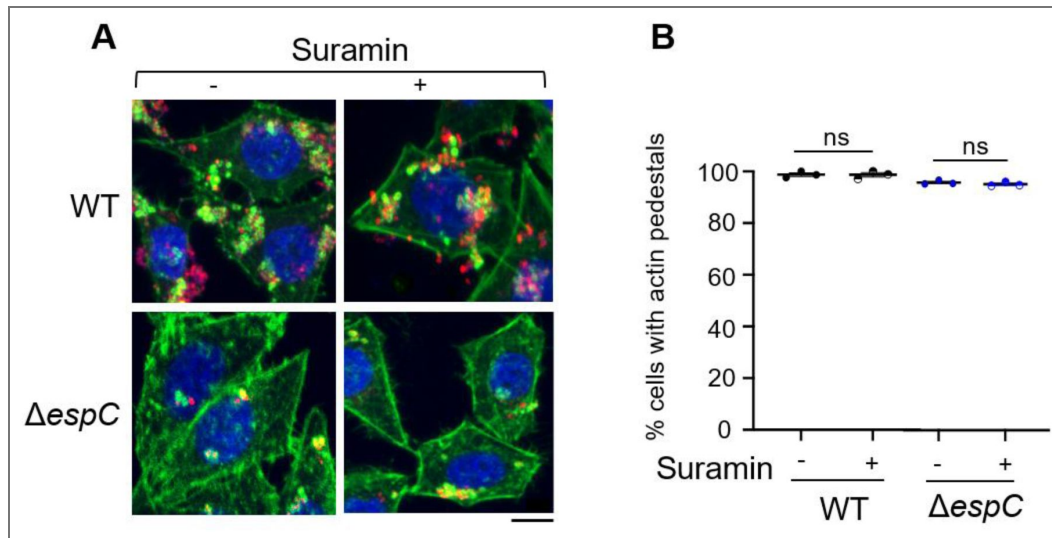 A
Suramin
- +
WT
ΔespC
B
% cells with actin pedestals
ns ns
100
80
60
40
20
0
Suramin - + - +
WT ΔespC